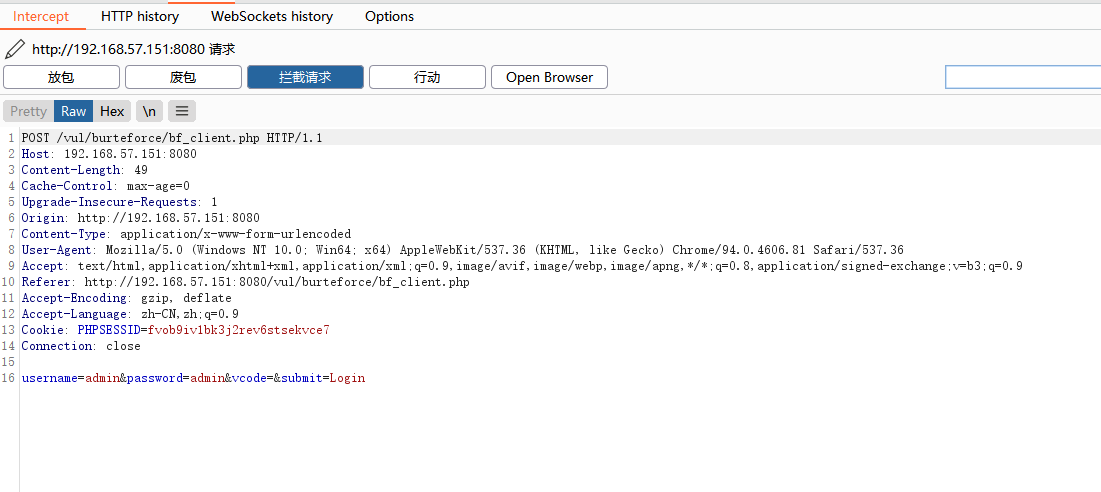 Intercept HTTP history WebSockets history Options
http://192.168.57.151:8080 请求
放包 废包 拦截请求 行动 Open Browser
Pretty Raw Hex \n
1 POST /vul/burteforce/bf_client.php HTTP/1.1
2 Host: 192.168.57.151:8080
3 Content-Length: 49
4 Cache-Control: max-age=0
5 Upgrade-Insecure-Requests: 1
6 Origin: http://192.168.57.151:8080
7 Content-Type: application/x-www-form-urlencoded
8 User-Agent: Mozilla/5.0 (Windows NT 10.0; Win64; x64) AppleWebKit/537.36 (KHTML, like Gecko) Chrome/94.0.4606.81 Safari/537.36
9 Accept: text/html,application/xhtml+xml,application/xml;q=0.9,image/avif,image/webp,image/apng,*/*;q=0.8,application/signed-exchange;v=b3;q=0.9
10 Referer: http://192.168.57.151:8080/vul/burteforce/bf_client.php
11 Accept-Encoding: gzip, deflate
12 Accept-Language: zh-CN,zh;q=0.9
13 Cookie: PHPSESSID=fvob9iv1bk3j2rev6stsekvce7
14 Connection: close
15
16 username=admin&password=admin&vcode=&submit=Login